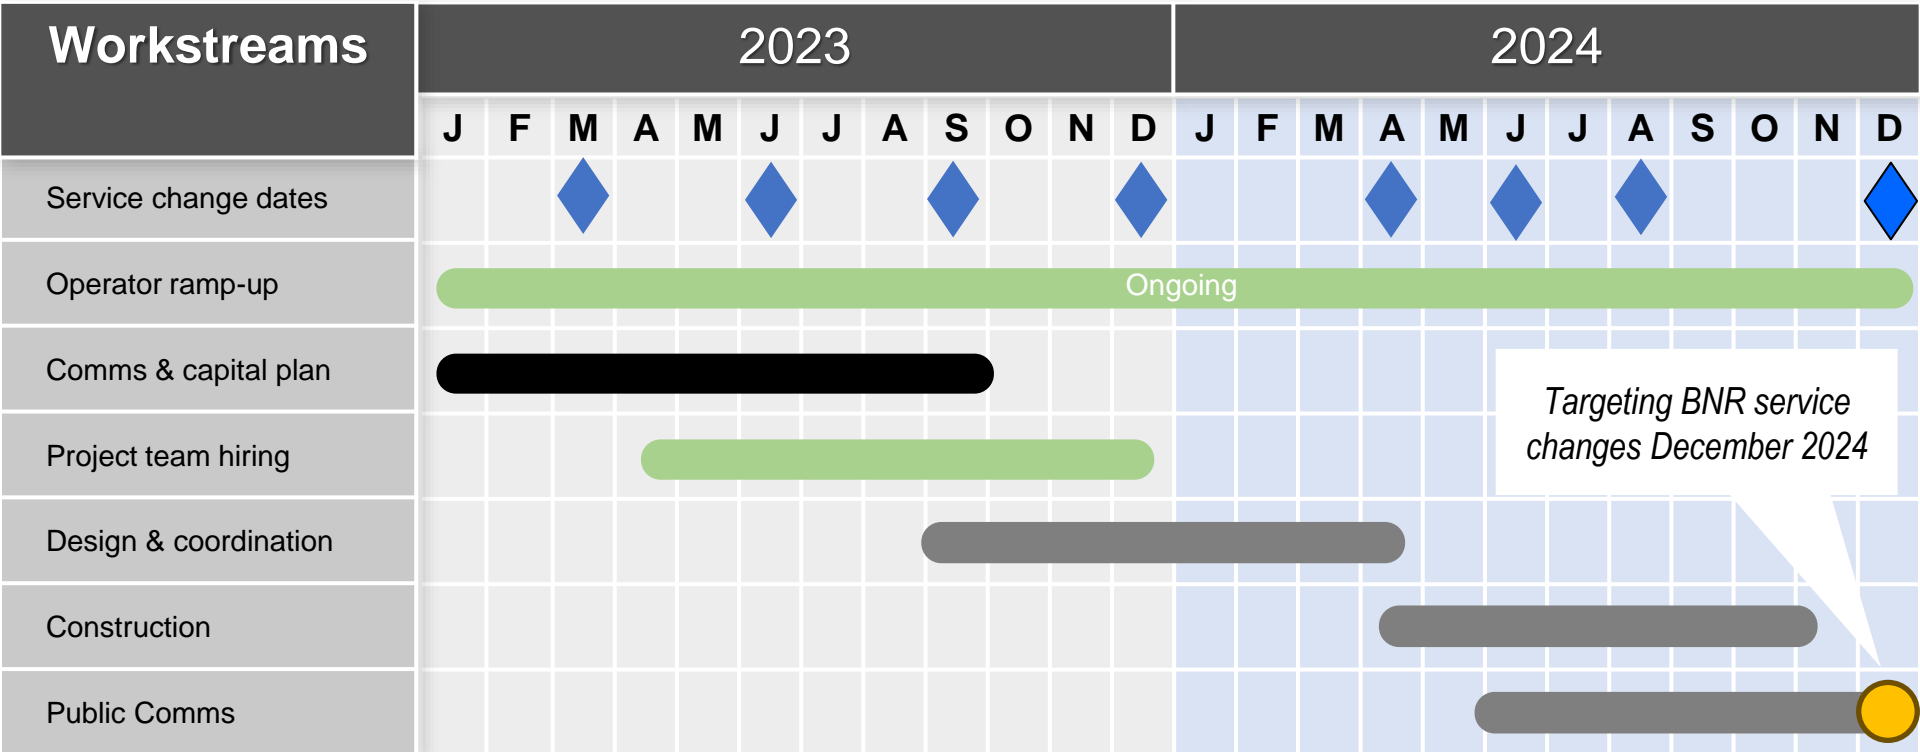 Workstreams
2023
2024
J F M A M J J A S O N D J F M A M J J A S O N D
Service change dates
Operator ramp-up
Ongoing
Comms & capital plan
Targeting BNR service
changes December 2024
Project team hiring
Design & coordination
Construction
Public Comms